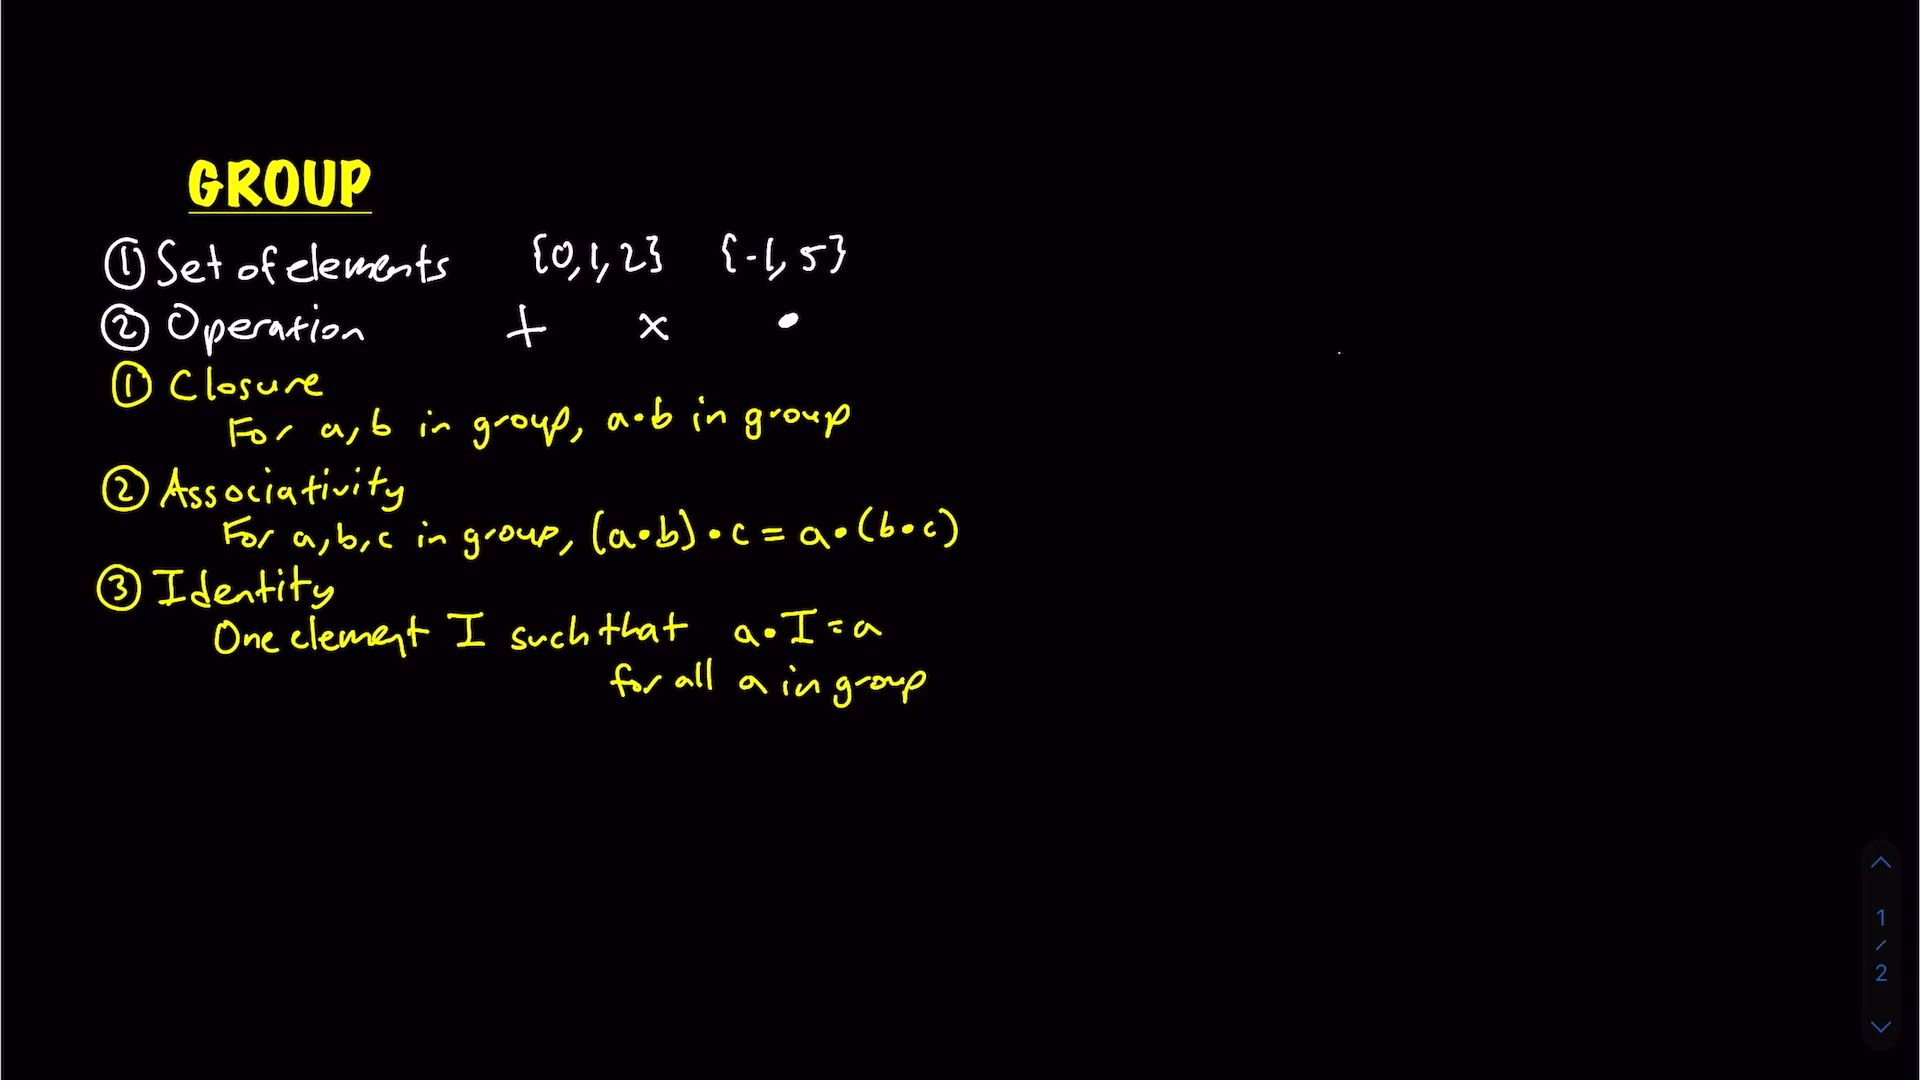 GROUP
① Set of elements {0,1,2} {-1,5}
② Operation + × •
① Closure
For a,b in group, a•b in group
② Associativity
For a,b,c in group, (a•b)•c = a•(b•c)
③ Identity
One element I such that a•I=a
for all a in group
1
/
2